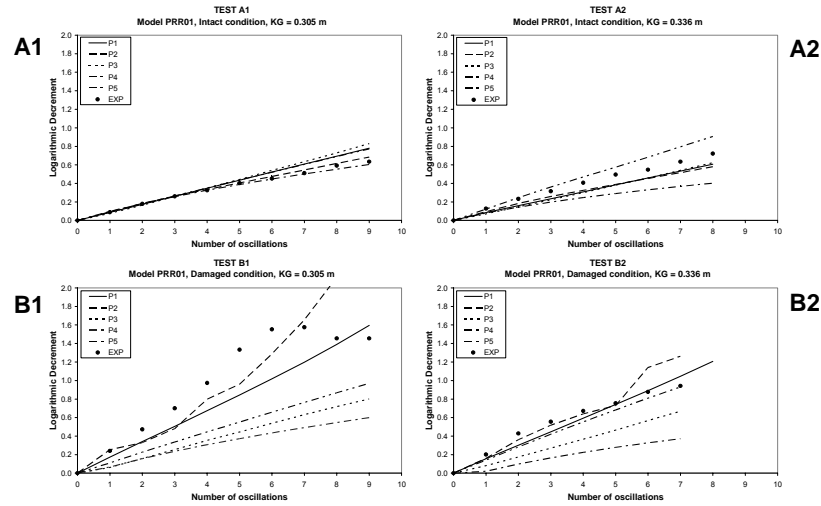 A1
TEST A1
Model PRR01, Intact condition, KG = 0.305 m
Logarithmic Decrement
2.0
1.8
1.6
1.4
1.2
1.0
0.8
0.6
0.4
0.2
0.0
P1
P2
P3
P4
P5
EXP
0 1 2 3 4 5 6 7 8 9 10
Number of oscillations
A2
TEST A2
Model PRR01, Intact condition, KG = 0.336 m
Logarithmic Decrement
2.0
1.8
1.6
1.4
1.2
1.0
0.8
0.6
0.4
0.2
0.0
P1
P2
P3
P4
P5
EXP
0 1 2 3 4 5 6 7 8 9 10
Number of oscillations
B1
TEST B1
Model PRR01, Damaged condition, KG = 0.305 m
Logarithmic Decrement
2.0
1.8
1.6
1.4
1.2
1.0
0.8
0.6
0.4
0.2
0.0
P1
P2
P3
P4
P5
EXP
0 1 2 3 4 5 6 7 8 9 10
Number of oscillations
B2
TEST B2
Model PRR01, Damaged condition, KG = 0.336 m
Logarithmic Decrement
2.0
1.8
1.6
1.4
1.2
1.0
0.8
0.6
0.4
0.2
0.0
P1
P2
P3
P4
P5
EXP
0 1 2 3 4 5 6 7 8 9 10
Number of oscillations